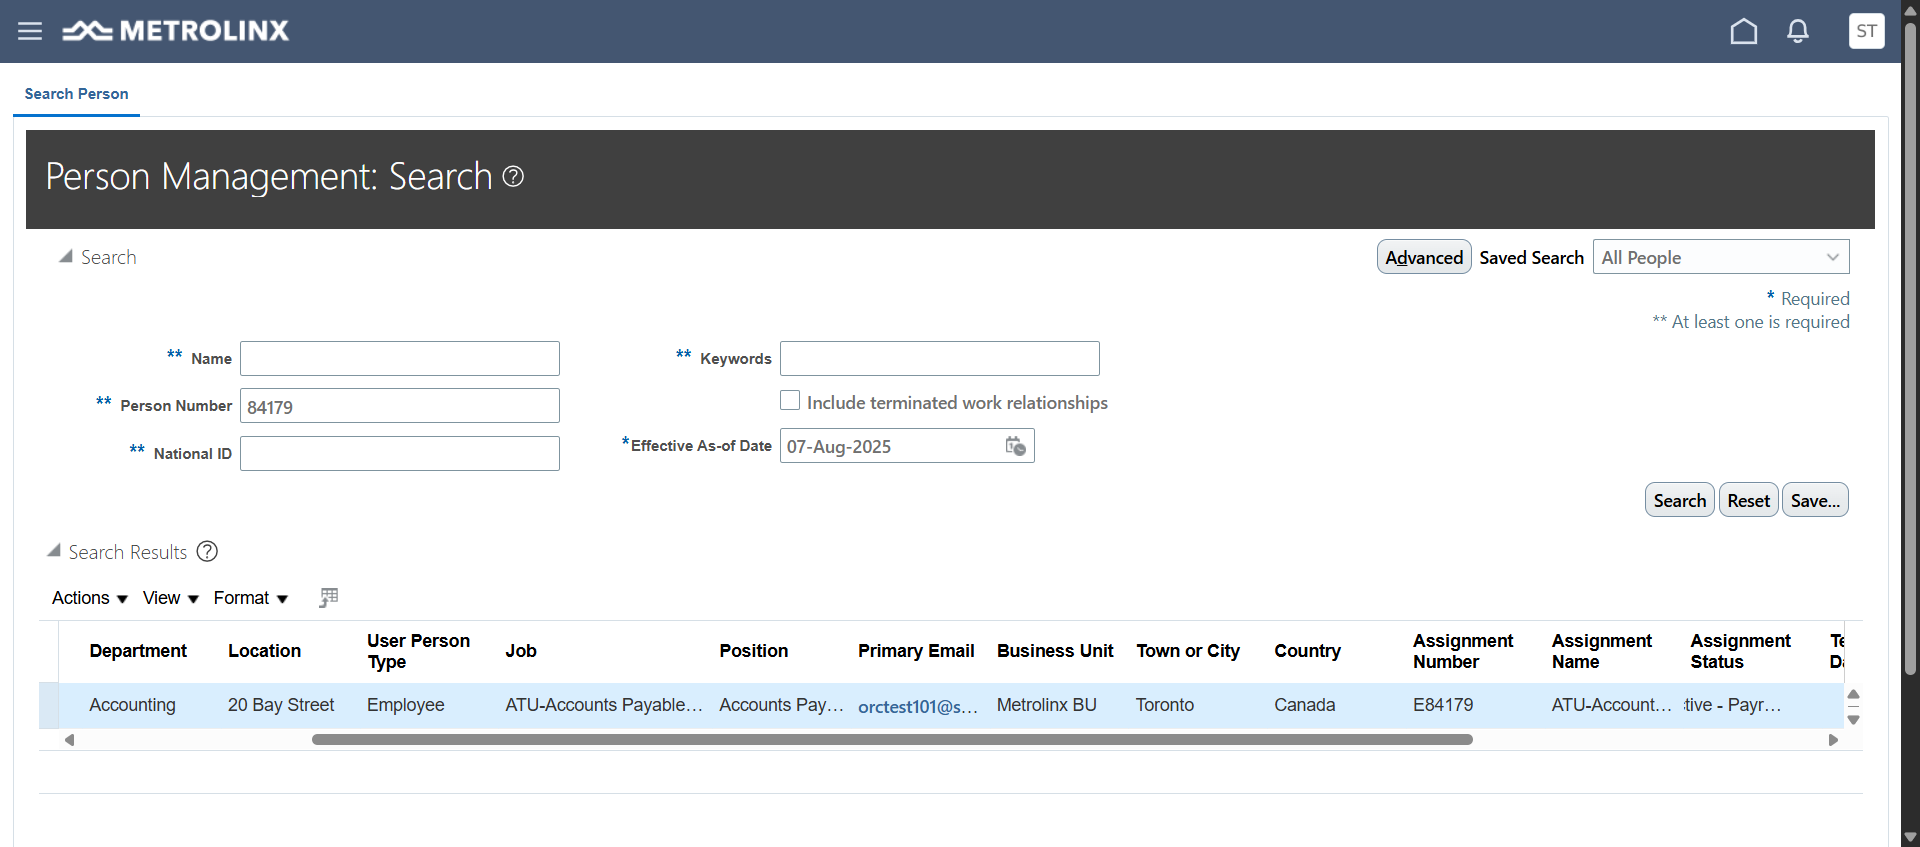 METROLINX
ST
Search Person
Person Management: Search
Search
Advanced Saved Search All People
* Required
** At least one is required
** Name
** Keywords
** Person Number 84179
Include terminated work relationships
** National ID
*Effective As-of Date 07-Aug-2025
Search Reset Save...
Search Results
Actions View Format
Department Location User Person Type Job Position Primary Email Business Unit Town or City Country Assignment Number Assignment Name Assignment Status
Accounting 20 Bay Street Employee ATU-Accounts Payable... Accounts Pay... orctest101@s... Metrolinx BU Toronto Canada E84179 ATU-Account... tive - Payr...